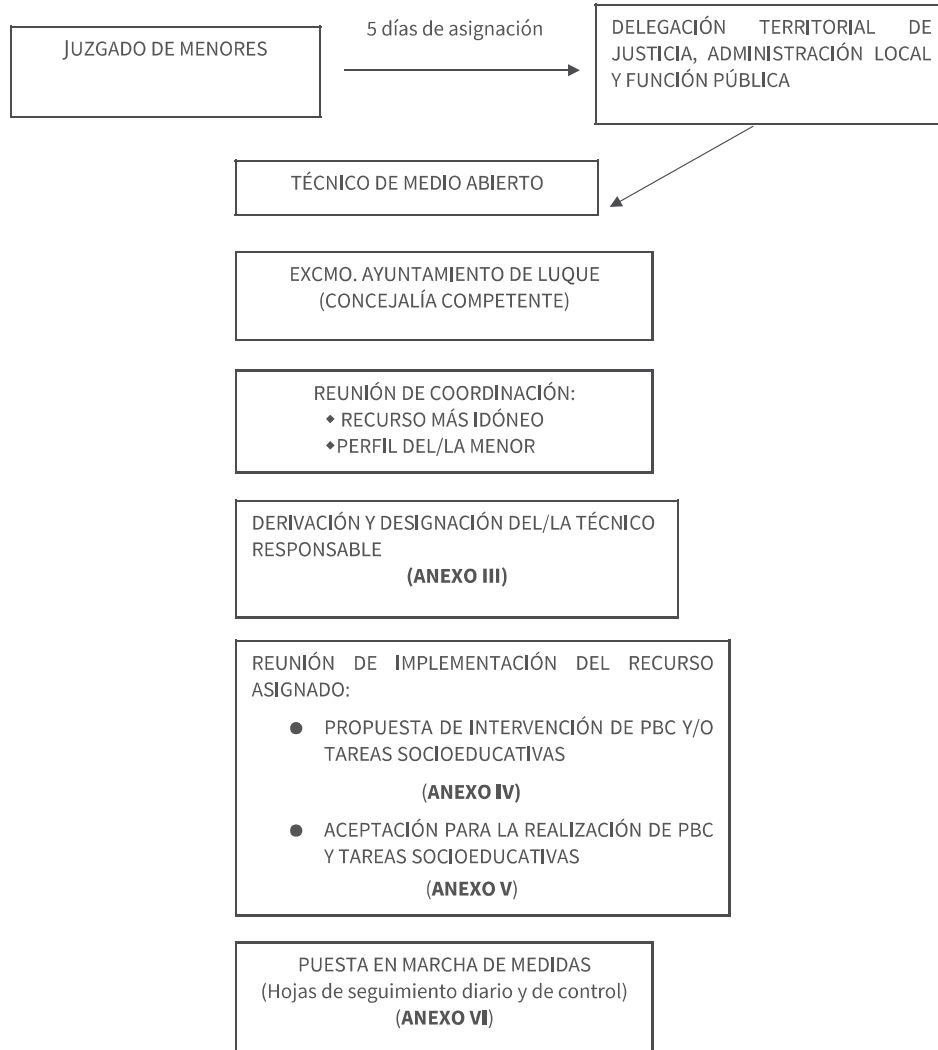 JUZGADO DE MENORES
5 días de asignación
DELEGACIÓN TERRITORIAL DE
JUSTICIA, ADMINISTRACIÓN LOCAL
Y FUNCIÓN PÚBLICA
TÉCNICO DE MEDIO ABIERTO
EXCMO. AYUNTAMIENTO DE LUQUE
(CONCEJALÍA COMPETENTE)
REUNIÓN DE COORDINACIÓN:
◆ RECURSO MÁS IDÓNEO
◆PERFIL DEL/LA MENOR
DERIVACIÓN Y DESIGNACIÓN DEL/LA TÉCNICO
RESPONSABLE
(ANEXO III)
REUNIÓN DE IMPLEMENTACIÓN DEL RECURSO
ASIGNADO:
● PROPUESTA DE INTERVENCIÓN DE PBC Y/O
TAREAS SOCIOEDUCATIVAS
(ANEXO IV)
● ACEPTACIÓN PARA LA REALIZACIÓN DE PBC
Y TAREAS SOCIOEDUCATIVAS
(ANEXO V)
PUESTA EN MARCHA DE MEDIDAS
(Hojas de seguimiento diario y de control)
(ANEXO VI)